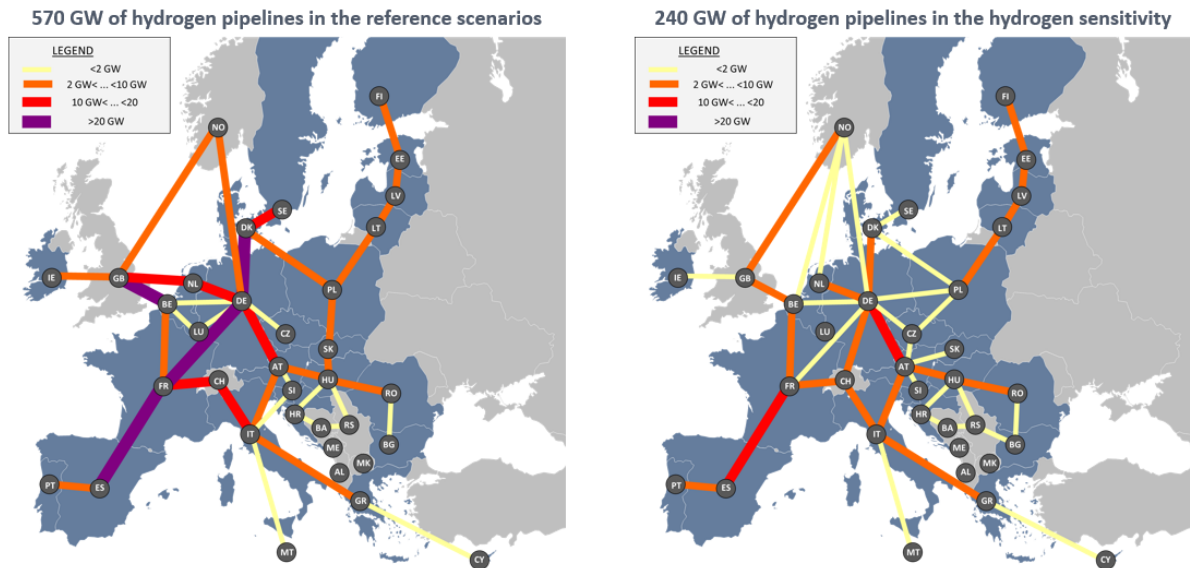 570 GW of hydrogen pipelines in the reference scenarios
LEGEND
<2 GW
2 GW< ... <10 GW
10 GW< ... <20
>20 GW
FI
NO
EE
LV
SE
DK
LT
IE
GB
NL
PL
DE
BE
LU
CZ
SK
AT
FR
CH
HU
SI
RO
HR
BA
RS
IT
ME
BG
MK
AL
PT
ES
GR
MT
CY
240 GW of hydrogen pipelines in the hydrogen sensitivity
LEGEND
<2 GW
2 GW< ... <10 GW
10 GW< ... <20
>20 GW
FI
NO
EE
LV
SE
DK
LT
IE
GB
NL
PL
DE
BE
LU
CZ
SK
AT
FR
CH
HU
SI
RO
HR
BA
RS
IT
ME
BG
MK
AL
PT
ES
GR
MT
CY